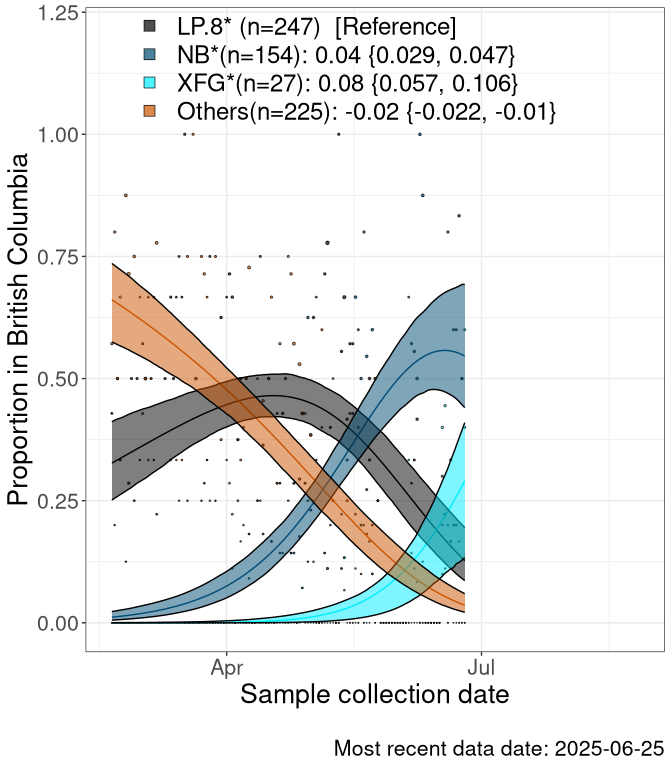 LP.8* (n=247)  [Reference]
NB*(n=154): 0.04 {0.029, 0.047}
XFG*(n=27): 0.08 {0.057, 0.106}
Others(n=225): -0.02 {-0.022, -0.01}
1.25
1.00
0.75
0.50
0.25
0.00
Proportion in British Columbia
Apr
Jul
Sample collection date
Most recent data date: 2025-06-25